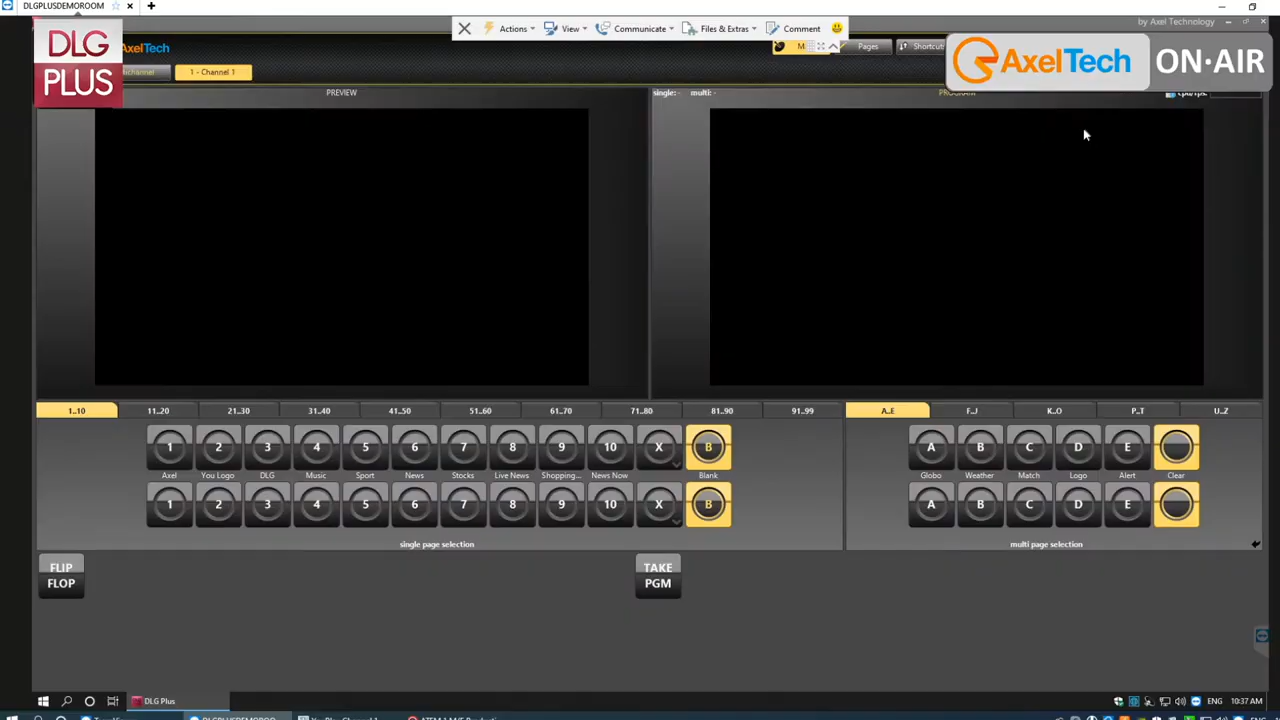 DLGPLUSDEMOROOM
Actions
View
Communicate
Files & Extras
Comment
by Axel Technology
DLG
PLUS
AxelTech
1 - Channel 1
Pages
AxelTech
ON·AIR
PREVIEW
single: -
multi: -
PROGRAM
1..10
11..20
21..30
31..40
41..50
51..60
61..70
71..80
81..90
91..99
A..E
F..J
K..O
P..T
U..Z
1 2 3 4 5 6 7 8 9 10 X B
A B C D E
Axel
You Logo
DLG
Music
Sport
News
Stocks
Live News
Shopping...
News Now
Blank
Globo
Weather
Match
Logo
Alert
Clear
1 2 3 4 5 6 7 8 9 10 X B
A B C D E
single page selection
multi page selection
FLIP
FLOP
TAKE
PGM
DLG Plus
ENG
10:37 AM